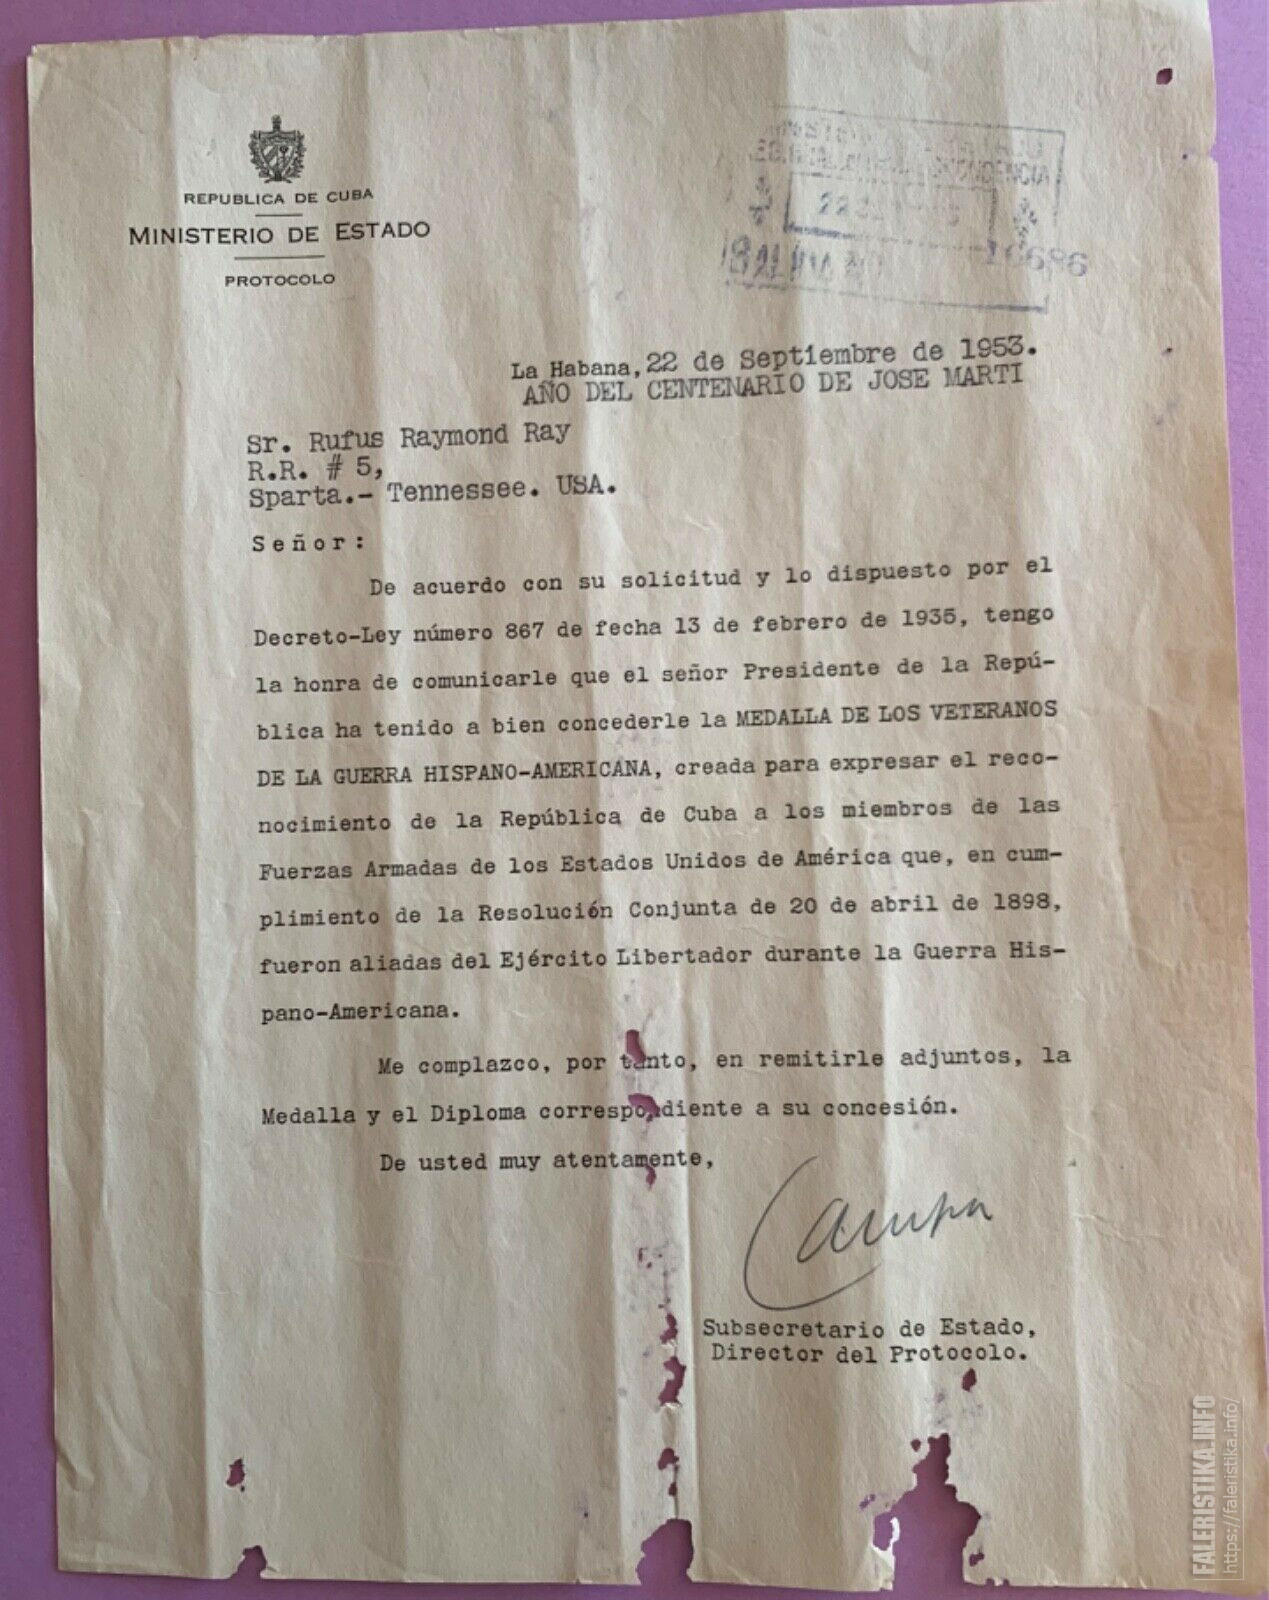 REPUBLICA DE CUBA
MINISTERIO DE ESTADO
PROTOCOLO
SALIDA
10686
La Habana, 22 de Septiembre de 1953.
AÑO DEL CENTENARIO DE JOSE MARTI
Sr. Rufus Raymond Ray
R.R. # 5,
Sparta.- Tennessee. USA.
Señor:
De acuerdo con su solicitud y lo dispuesto por el
Decreto-Ley número 867 de fecha 13 de febrero de 1935, tengo
la honra de comunicarle que el señor Presidente de la Repú-
blica ha tenido a bien concederle la MEDALLA DE LOS VETERANOS
DE LA GUERRA HISPANO-AMERICANA, creada para expresar el reco-
nocimiento de la República de Cuba a los miembros de las
Fuerzas Armadas de los Estados Unidos de América que, en cum-
plimiento de la Resolución Conjunta de 20 de abril de 1898,
fueron aliadas del Ejército Libertador durante la Guerra His-
pano-Americana.
Me complazco, por tanto, en remitirle adjuntos, la
Medalla y el Diploma correspondiente a su concesión.
De usted muy atentamente,
Campa
Subsecretario de Estado,
Director del Protocolo.
FALERISTIKA.INFO
https://faleristika.info/